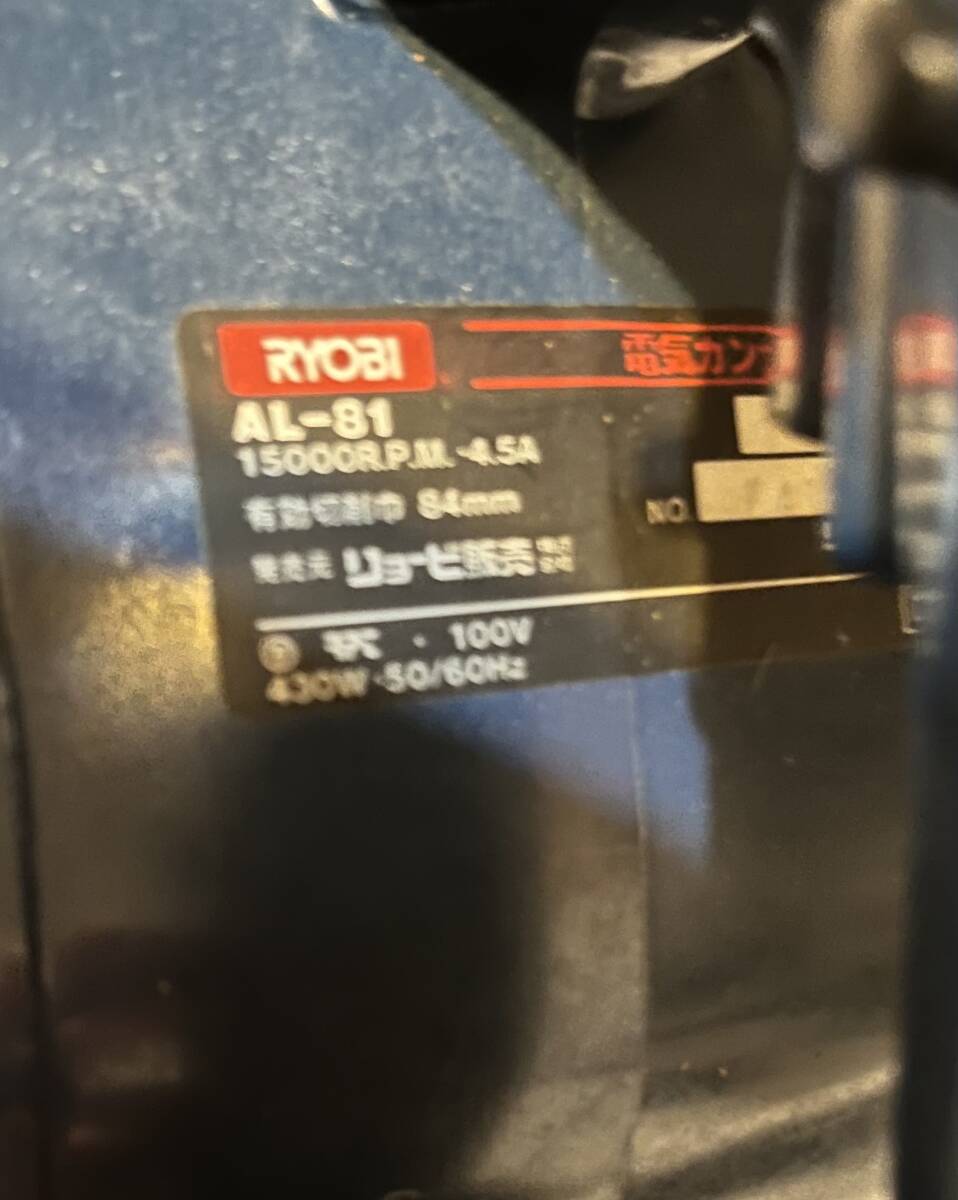 RYOBI
電気カン
AL-81
15000R.P.M. 4.5A
有効切削巾 84mm
NO.
発売元 リョービ販売
100V
430W·50/60Hz